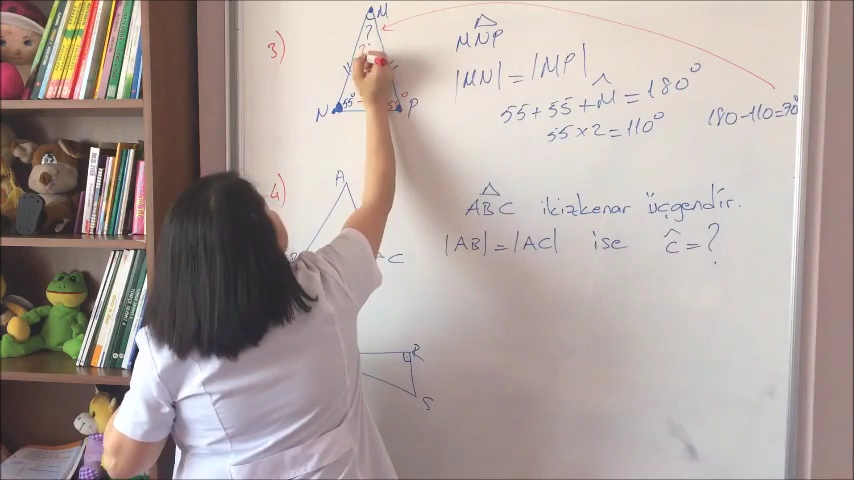 3)
M
?
N
55°
55°
P
MNP
|MN| = |MP|
55 + 55 + M̂ = 180°
55 x 2 = 110°
180 - 110 = 70°
4)
A
C
ABC ikizkenar üçgendir.
|AB| = |AC| ise ĉ = ?
R
S